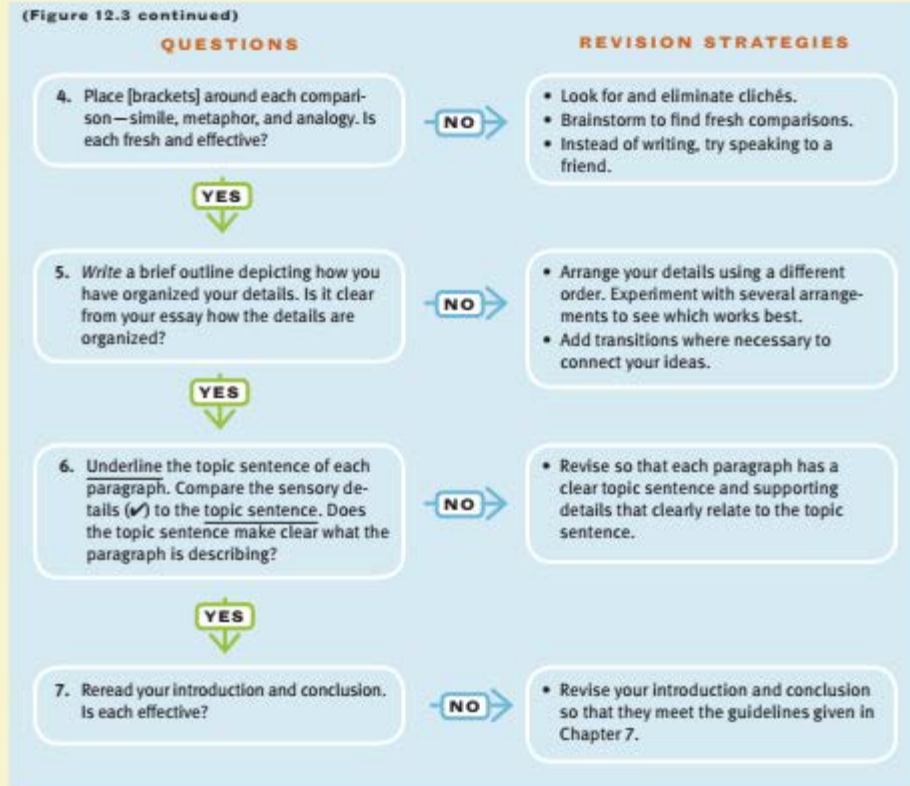 (Figure 12.3 continued)
QUESTIONS
REVISION STRATEGIES
4. Place [brackets] around each compari-
son—simile, metaphor, and analogy. Is
each fresh and effective?
NO
• Look for and eliminate clichés.
• Brainstorm to find fresh comparisons.
• Instead of writing, try speaking to a
friend.
YES
5. Write a brief outline depicting how you
have organized your details. Is it clear
from your essay how the details are
organized?
NO
• Arrange your details using a different
order. Experiment with several arrange-
ments to see which works best.
• Add transitions where necessary to
connect your ideas.
YES
6. Underline the topic sentence of each
paragraph. Compare the sensory de-
tails (✔) to the topic sentence. Does
the topic sentence make clear what the
paragraph is describing?
NO
• Revise so that each paragraph has a
clear topic sentence and supporting
details that clearly relate to the topic
sentence.
YES
7. Reread your introduction and conclusion.
Is each effective?
NO
• Revise your introduction and conclusion
so that they meet the guidelines given in
Chapter 7.